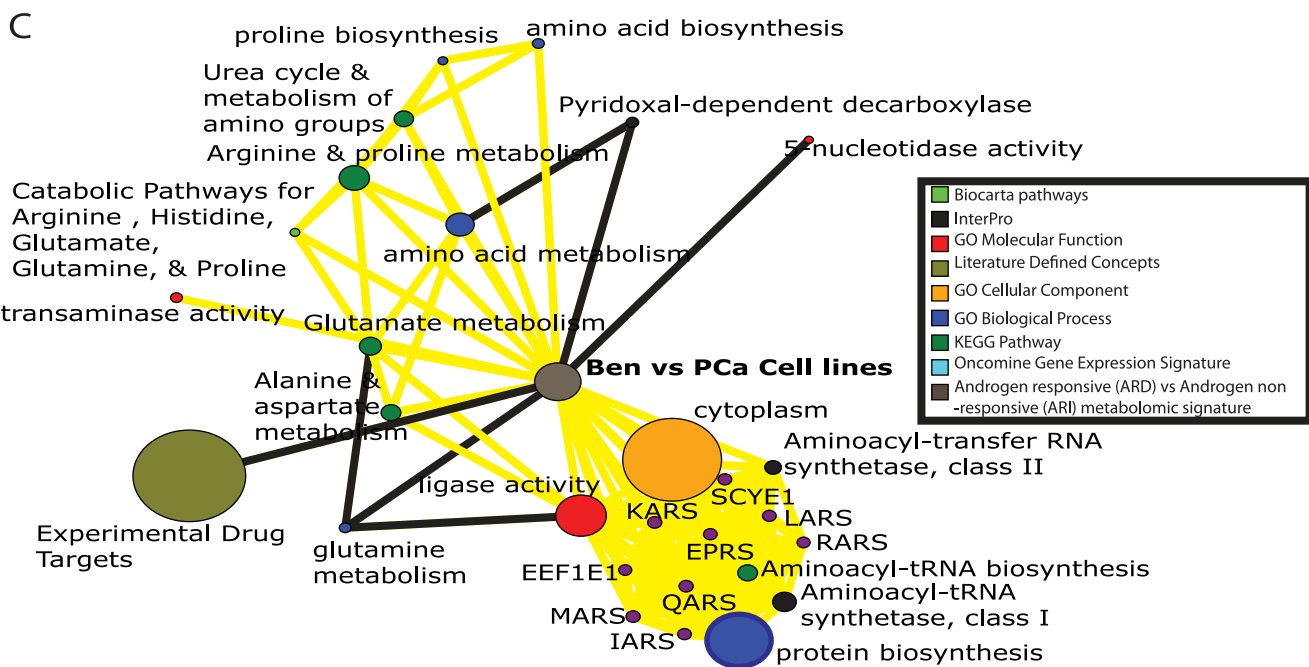 C
proline biosynthesis
amino acid biosynthesis
Urea cycle &
metabolism of
amino groups
Pyridoxal-dependent decarboxylase
5-nucleotidase activity
Arginine & proline metabolism
Catabolic Pathways for
Arginine , Histidine,
Glutamate,
Glutamine, & Proline
amino acid metabolism
transaminase activity
Glutamate metabolism
Ben vs PCa Cell lines
Alanine &
aspartate
metabolism
cytoplasm
Aminoacyl-transfer RNA
synthetase, class II
ligase activity
SCYE1
KARS
LARS
RARS
EPRS
Experimental Drug
Targets
glutamine
metabolism
EEF1E1
Aminoacyl-tRNA biosynthesis
QARS
Aminoacyl-tRNA
synthetase, class I
MARS
IARS
protein biosynthesis
Biocarta pathways
InterPro
GO Molecular Function
Literature Defined Concepts
GO Cellular Component
GO Biological Process
KEGG Pathway
Oncomine Gene Expression Signature
Androgen responsive (ARD) vs Androgen non
-responsive (ARI) metabolomic signature